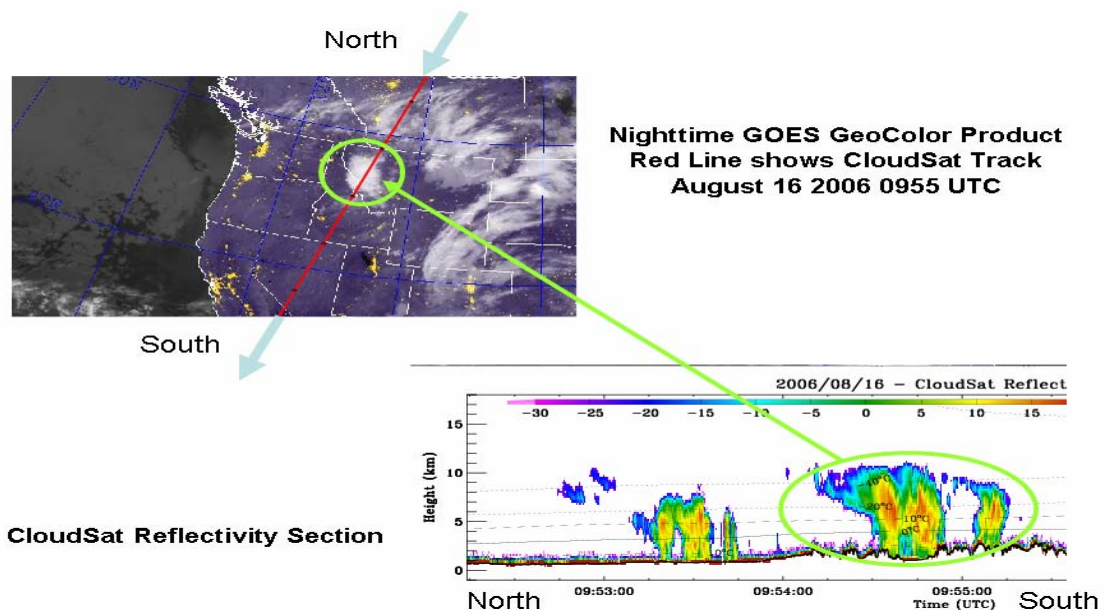 North
Nighttime GOES GeoColor Product
Red Line shows CloudSat Track
August 16 2006 0955 UTC
South
2006/08/16 - CloudSat Reflect
-30 -25 -20 -15 -10 -5 0 5 10 15
15
10
5
0
Height (km)
-20°C
-10°C
0°C
0°C
CloudSat Reflectivity Section
North
09:53:00 09:54:00 09:55:00
South
Time (UTC)